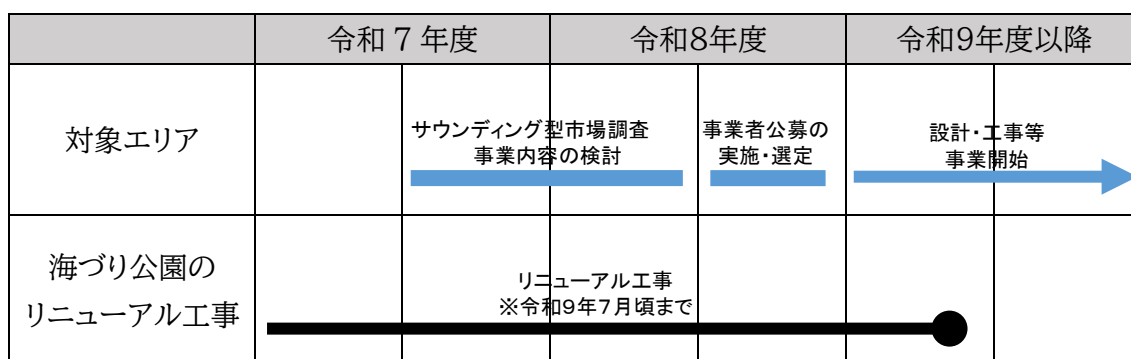 令和７年度
令和8年度
令和9年度以降
対象エリア
サウンディング型市場調査
事業内容の検討
事業者公募の
実施・選定
設計・工事等
事業開始
海づり公園の
リニューアル工事
リニューアル工事
※令和9年7月頃まで